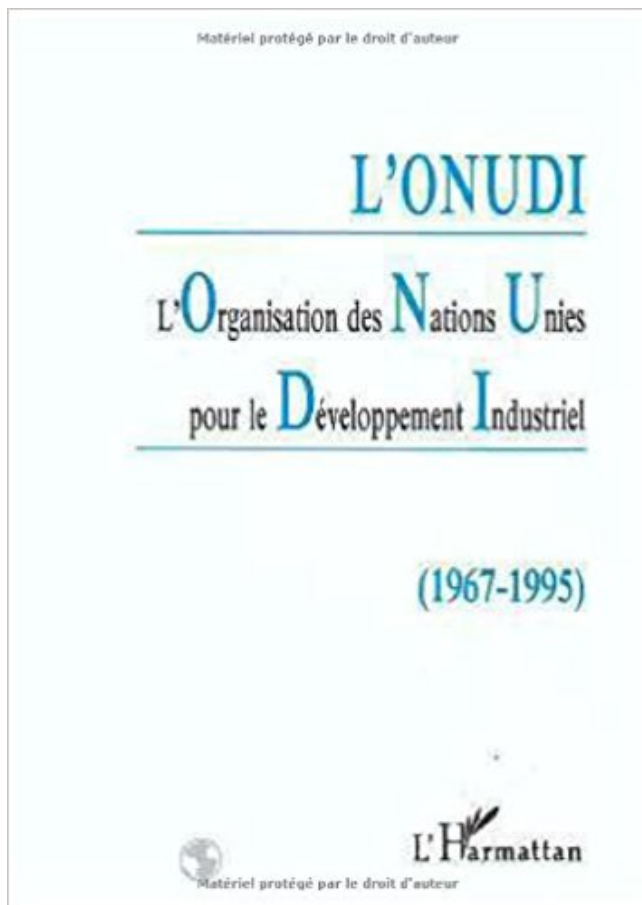 Matériel protégé par le droit d'auteur
L'ONUDI
L'Organisation des Nations Unies
pour le Développement Industriel
(1967-1995)
L'Harmattan
Matériel protégé par le droit d'auteur